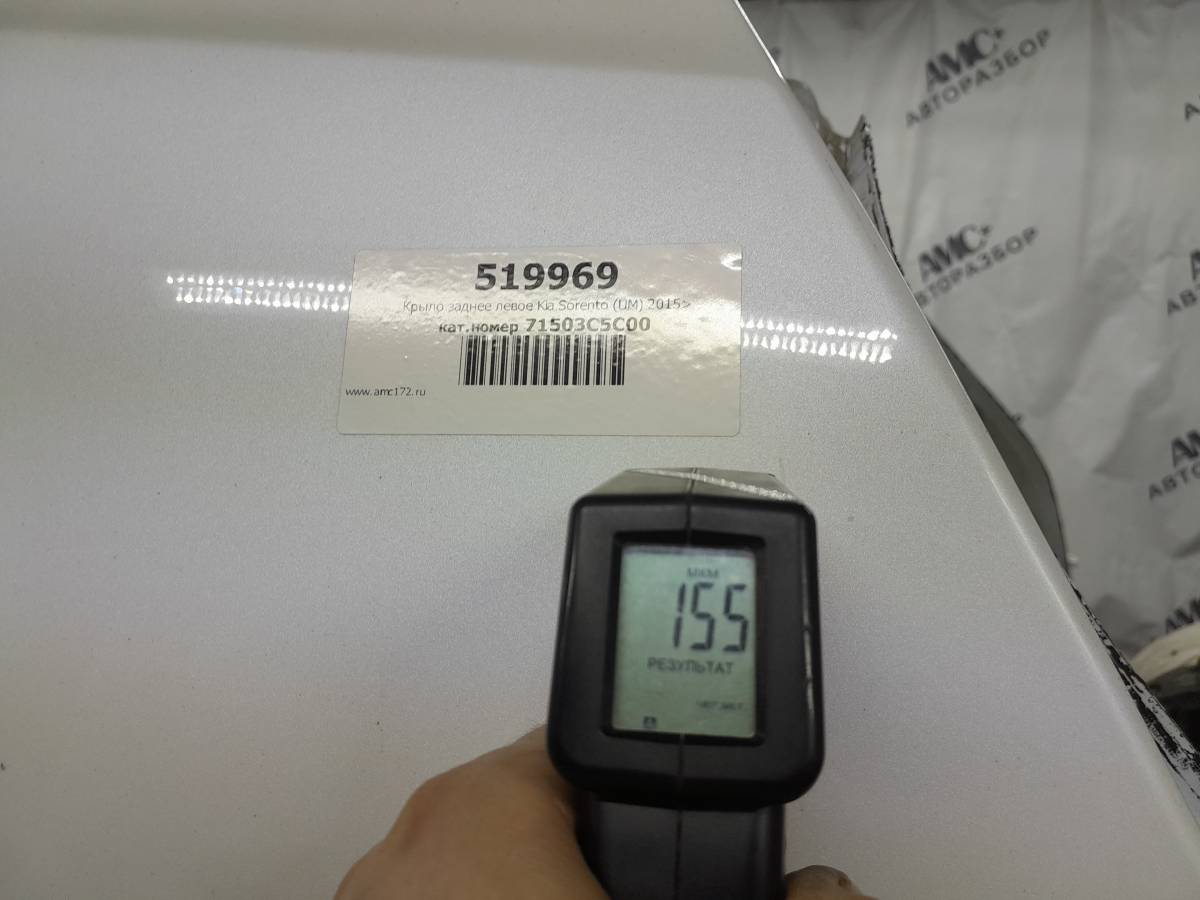 AMC+
АВТОРАЗБОР
519969
Крыло заднее левое Kia Sorento (UM) 2015>
кат.номер 71503C5C00
www.amc172.ru
AMC+
АВТОРАЗБОР
МКМ
155
РЕЗУЛЬТАТ